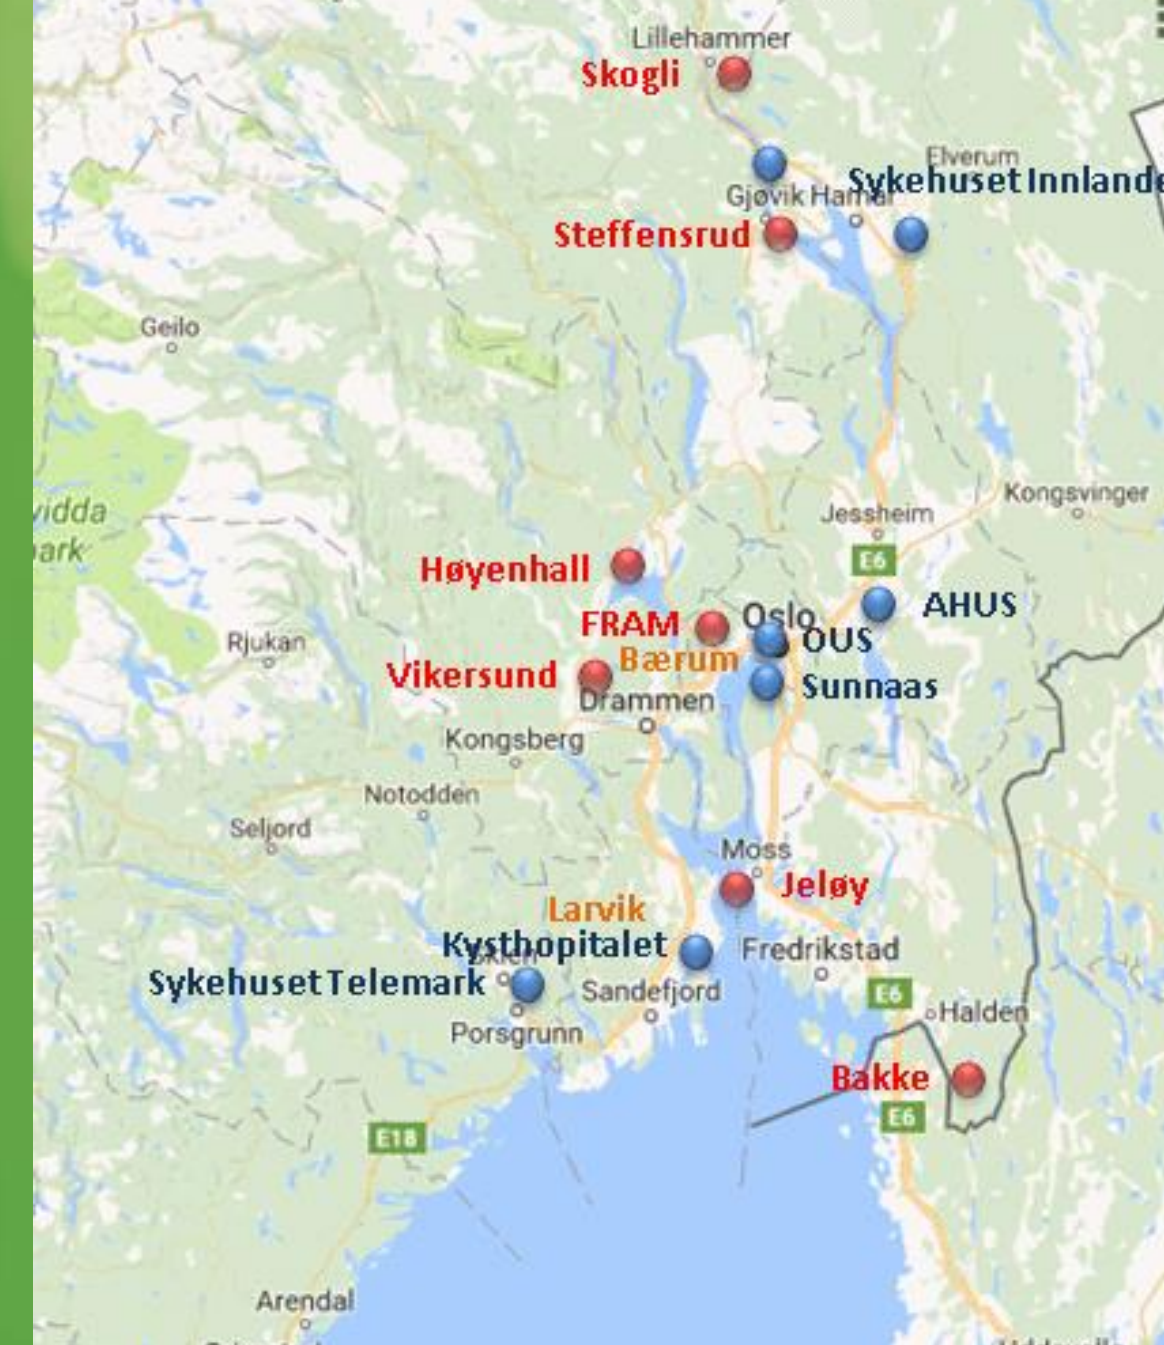 Lillehammer
Skogli
Elverum
Sykehuset Innlande
Gjøvik Hamar
Steffensrud
Geilo
Kongsvinger
vidda
Jessheim
ark
E6
Høyenhall
AHUS
FRAM
Oslo
Rjukan
OUS
Bærum
Vikersund
Sunnaas
Drammen
Kongsberg
Notodden
Seljord
Moss
Jeløy
Larvik
Kysthopitalet
Fredrikstad
Skien
Sykehuset Telemark
Sandefjord
E6
Halden
Porsgrunn
Bakke
E6
E18
Arendal